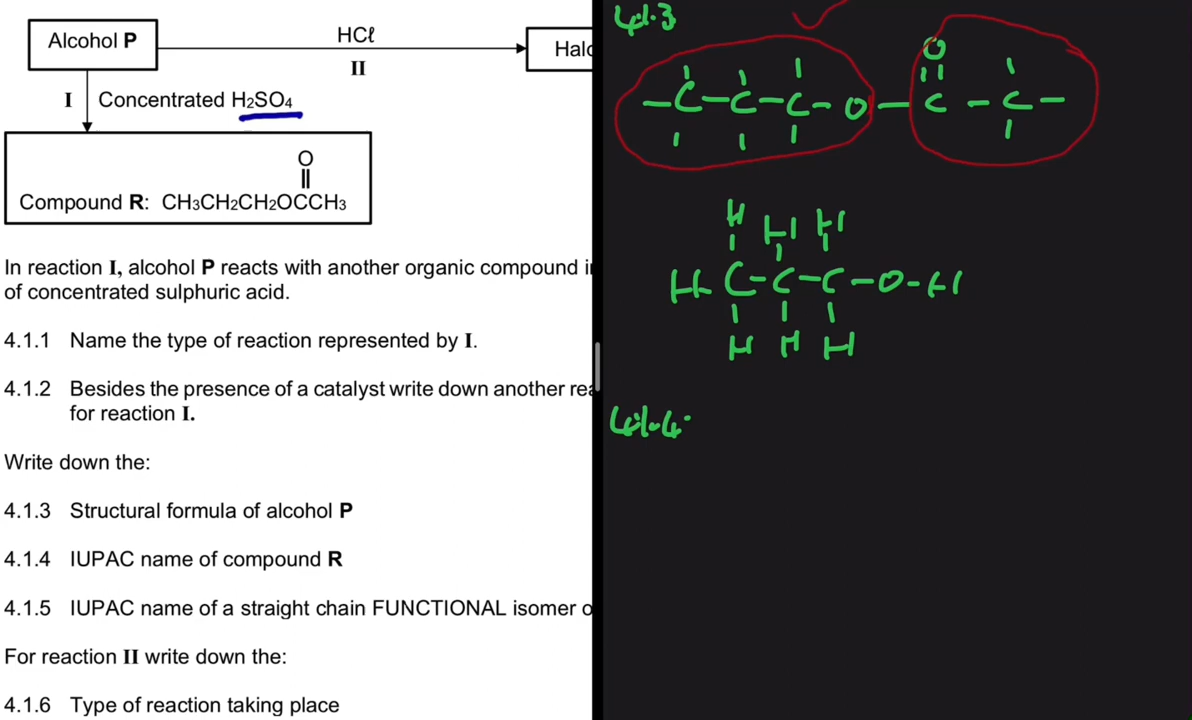 Alcohol P
HCℓ
II
I
Concentrated H₂SO₄
O
Compound R: CH₃CH₂CH₂OCCH₃
In reaction I, alcohol P reacts with another organic compound
of concentrated sulphuric acid.
4.1.1 Name the type of reaction represented by I.
4.1.2 Besides the presence of a catalyst write down another
for reaction I.
Write down the:
4.1.3 Structural formula of alcohol P
4.1.4 IUPAC name of compound R
4.1.5 IUPAC name of a straight chain FUNCTIONAL isomer
For reaction II write down the:
4.1.6 Type of reaction taking place
4.1.3
O
-C-C-C-O-C-C-
H H H
H C-C-C-O-H
H H H
4.1.4